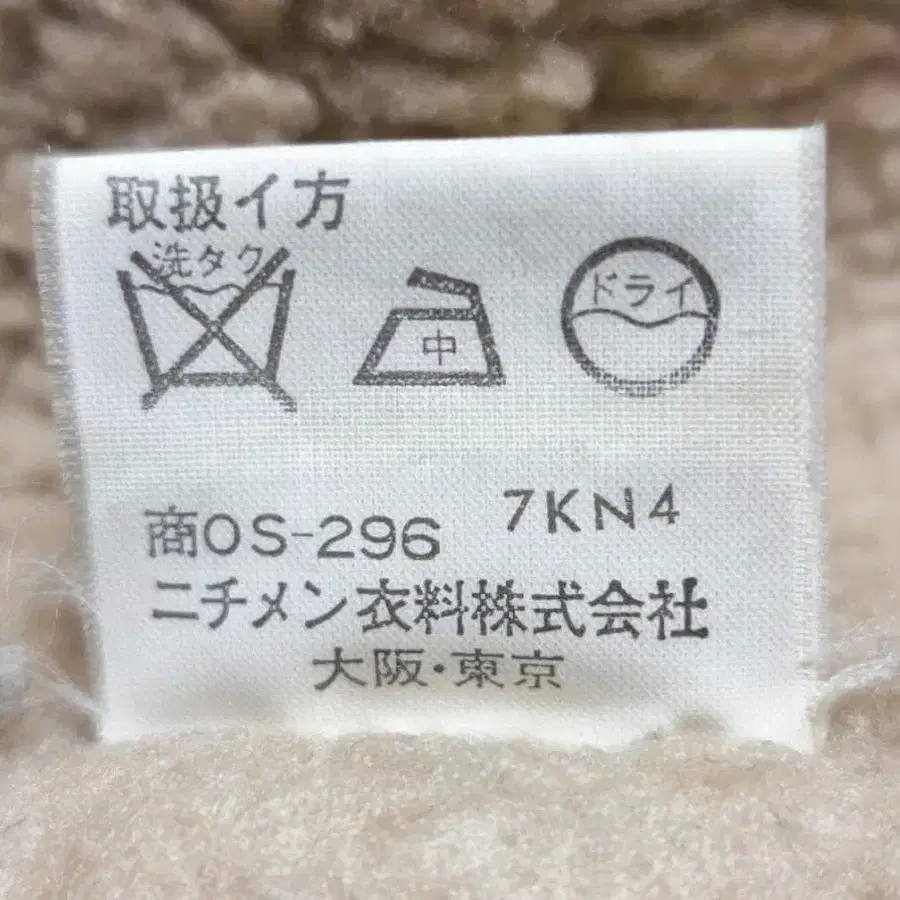 取扱イ方
洗タク
中
ドライ
商OS-296 7KN4
ニチメン衣料株式会社
大阪・東京